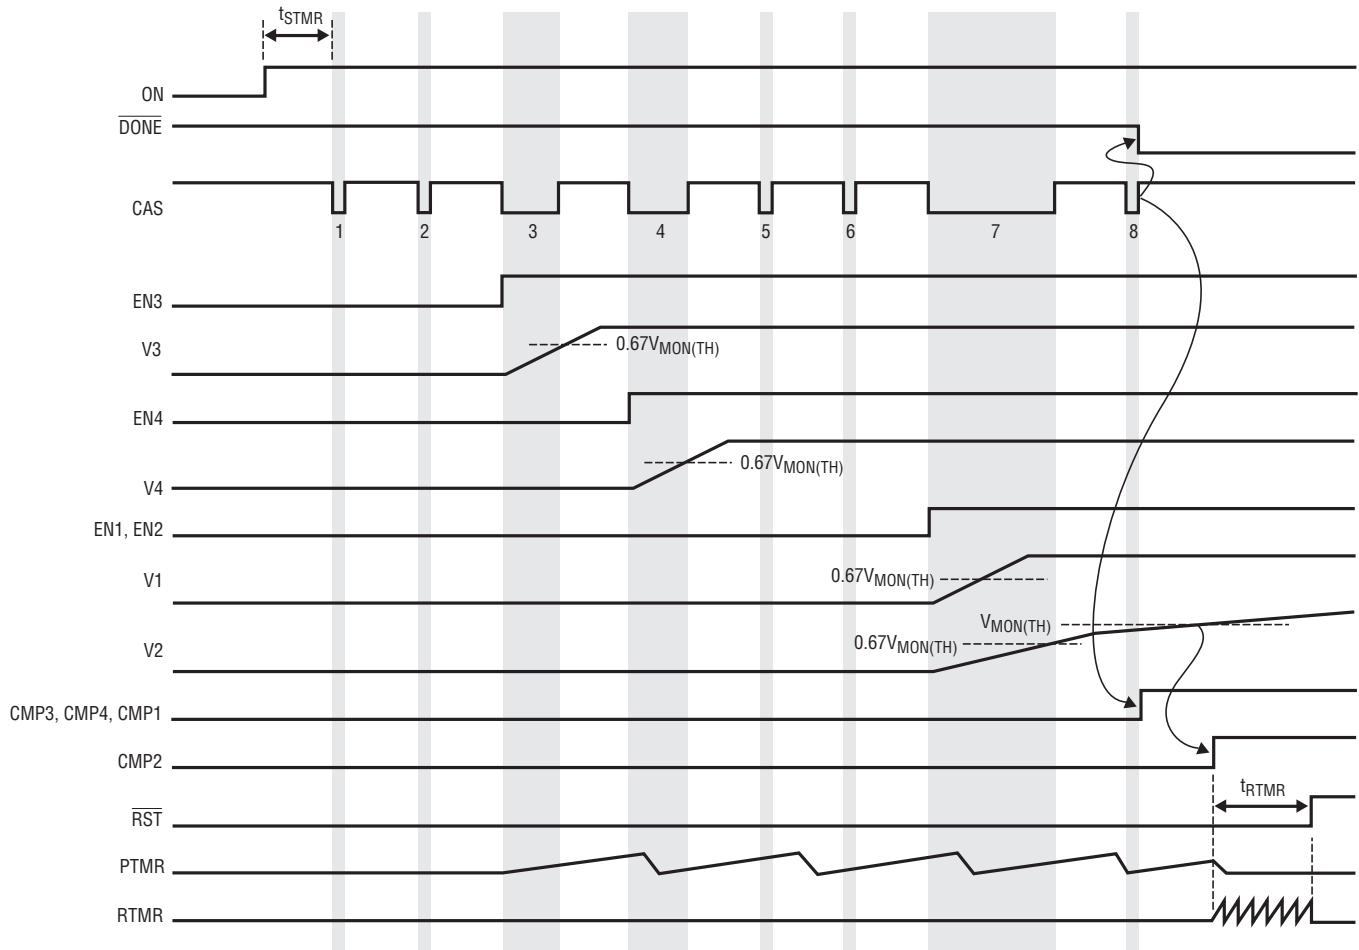 tSTMR
ON
DONE
CAS
1 2 3 4 5 6 7 8
EN3
V3
0.67VMON(TH)
EN4
V4
0.67VMON(TH)
EN1, EN2
V1
0.67VMON(TH)
VMON(TH)
V2
0.67VMON(TH)
CMP3, CMP4, CMP1
CMP2
tRTMR
RST
PTMR
RTMR